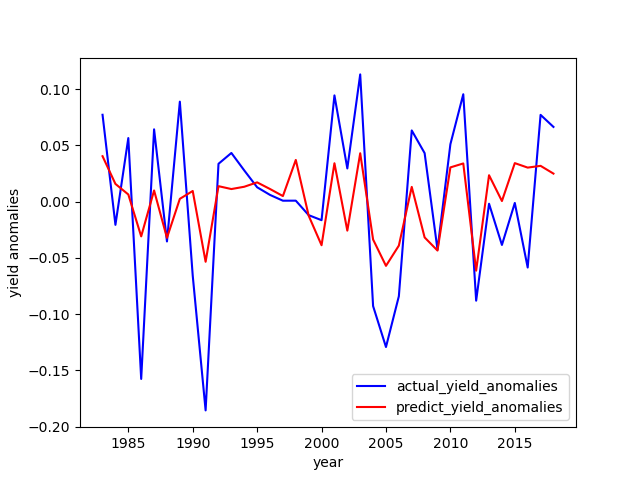 0.10
0.05
0.00
−0.05
−0.10
−0.15
−0.20
yield anomalies
actual_yield_anomalies
predict_yield_anomalies
1985 1990 1995 2000 2005 2010 2015
year